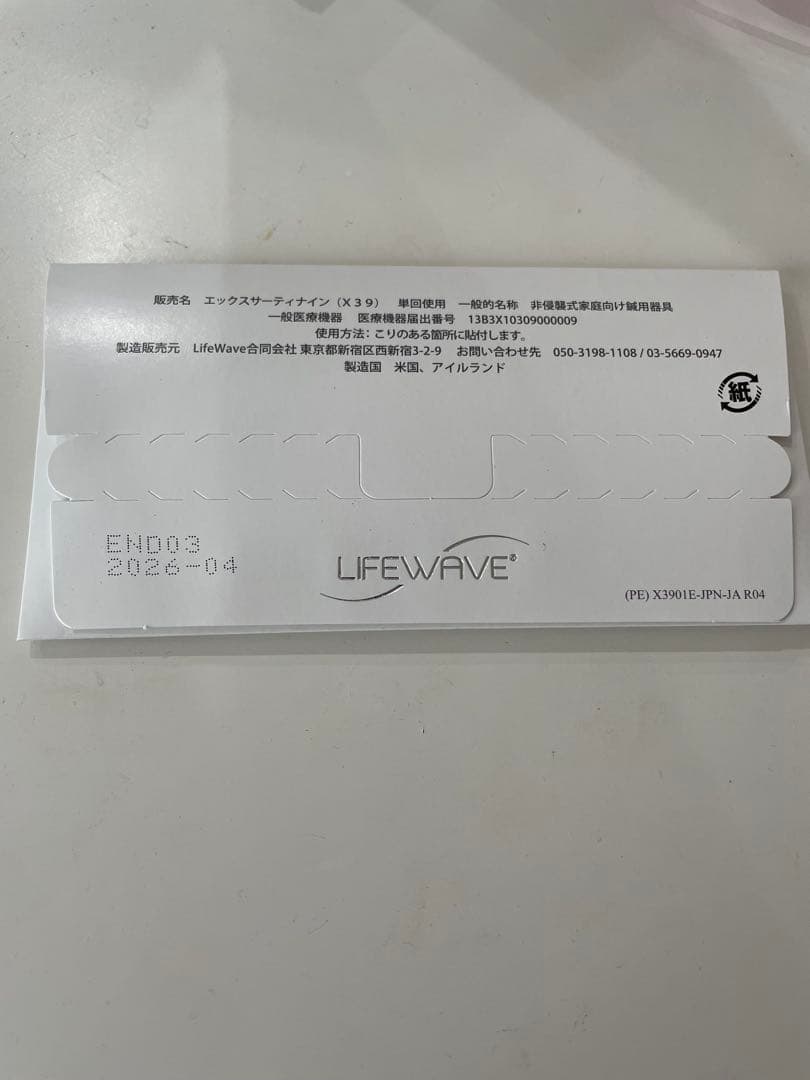 販売名　エックスサーティナイン（X３９）　単回使用　一般的名称　非侵襲式家庭向け鍼用器具
一般医療機器　医療機器届出番号　13B3X10309000009
使用方法: こりのある箇所に貼付します。
製造販売元　LifeWave合同会社 東京都新宿区西新宿3-2-9　お問い合わせ先　050-3198-1108 / 03-5669-0947
製造国　米国、アイルランド
紙
END03
2026-04
LIFEWAVE®
(PE) X3901E-JPN-JA R04